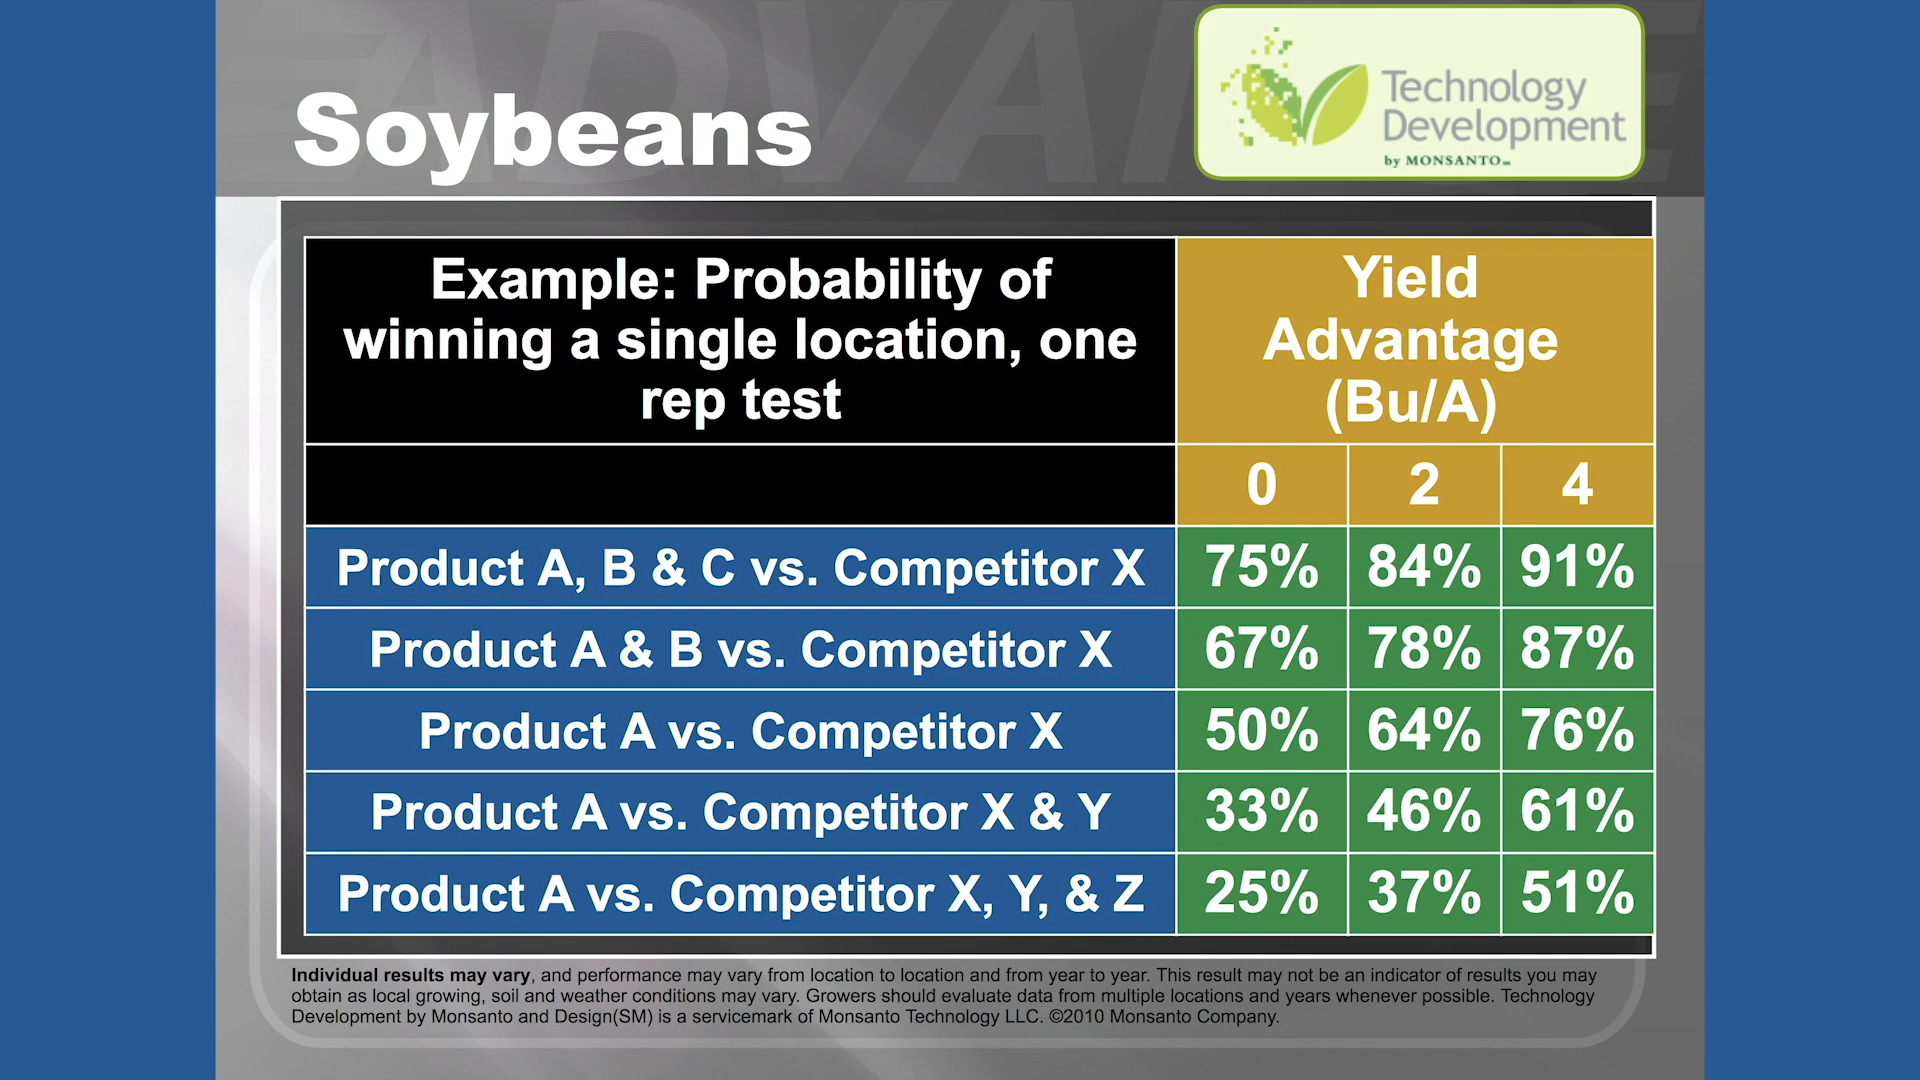 ADVANCE
Soybeans
Technology
Development
by MONSANTO
Example: Probability of
winning a single location, one
rep test
Yield
Advantage
(Bu/A)
0 2 4
Product A, B & C vs. Competitor X 75% 84% 91%
Product A & B vs. Competitor X 67% 78% 87%
Product A vs. Competitor X 50% 64% 76%
Product A vs. Competitor X & Y 33% 46% 61%
Product A vs. Competitor X, Y, & Z 25% 37% 51%
Individual results may vary, and performance may vary from location to location and from year to year. This result may not be an indicator of results you may
obtain as local growing, soil and weather conditions may vary. Growers should evaluate data from multiple locations and years whenever possible. Technology
Development by Monsanto and Design(SM) is a servicemark of Monsanto Technology LLC. ©2010 Monsanto Company.